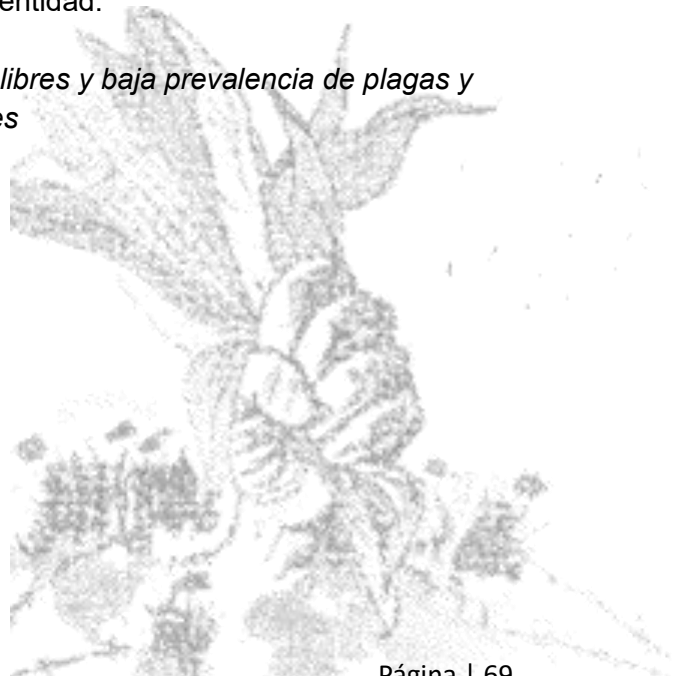 entidad.
libres y baja prevalencia de plagas y
es
Página | 69